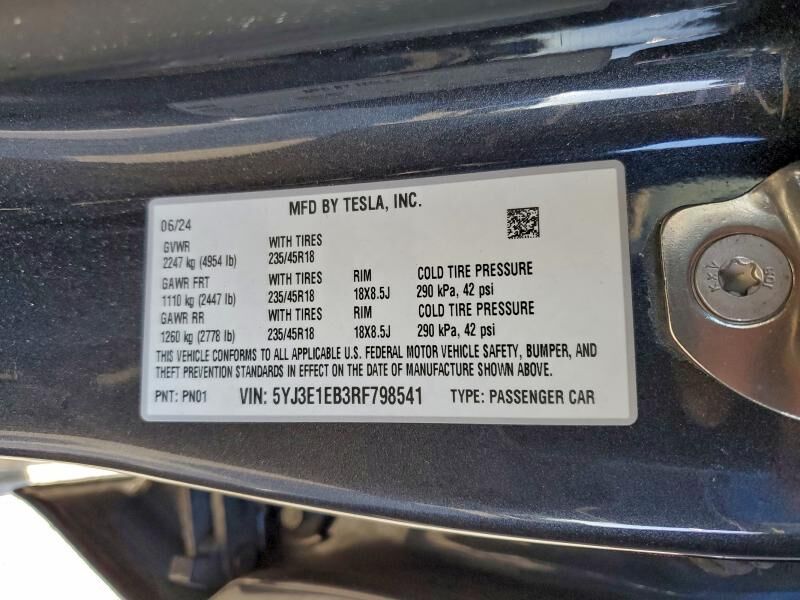 MFD BY TESLA, INC.
06/24
GVWR WITH TIRES
2247 kg (4954 lb) 235/45R18
GAWR FRT WITH TIRES RIM COLD TIRE PRESSURE
1110 kg (2447 lb) 235/45R18 18X8.5J 290 kPa, 42 psi
GAWR RR WITH TIRES RIM COLD TIRE PRESSURE
1260 kg (2778 lb) 235/45R18 18X8.5J 290 kPa, 42 psi
THIS VEHICLE CONFORMS TO ALL APPLICABLE U.S. FEDERAL MOTOR VEHICLE SAFETY, BUMPER, AND
THEFT PREVENTION STANDARDS IN EFFECT ON THE DATE OF MANUFACTURE SHOWN ABOVE.
PNT: PN01 VIN: 5YJ3E1EB3RF798541 TYPE: PASSENGER CAR